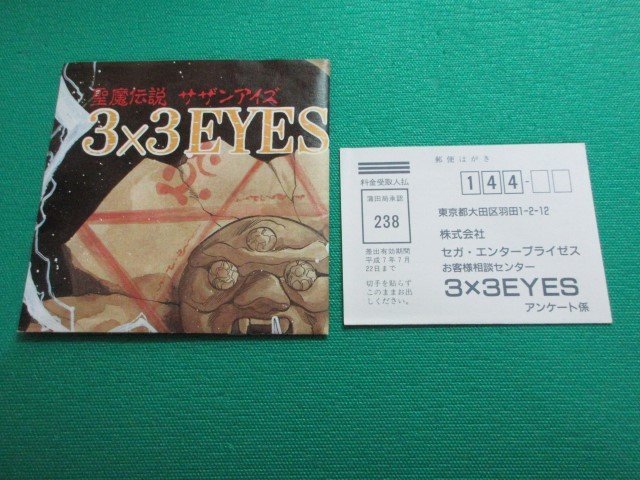 聖魔伝説 サザンアイズ
3×3 EYES
郵便はがき
料金受取人払
蒲田局承認
238
差出有効期間
平成7年7月
22日まで
切手を貼らず
このままお出
しください。
144-
東京都大田区羽田1-2-12
株式会社
セガ・エンタープライゼス
お客様相談センター
3×3EYES
アンケート係